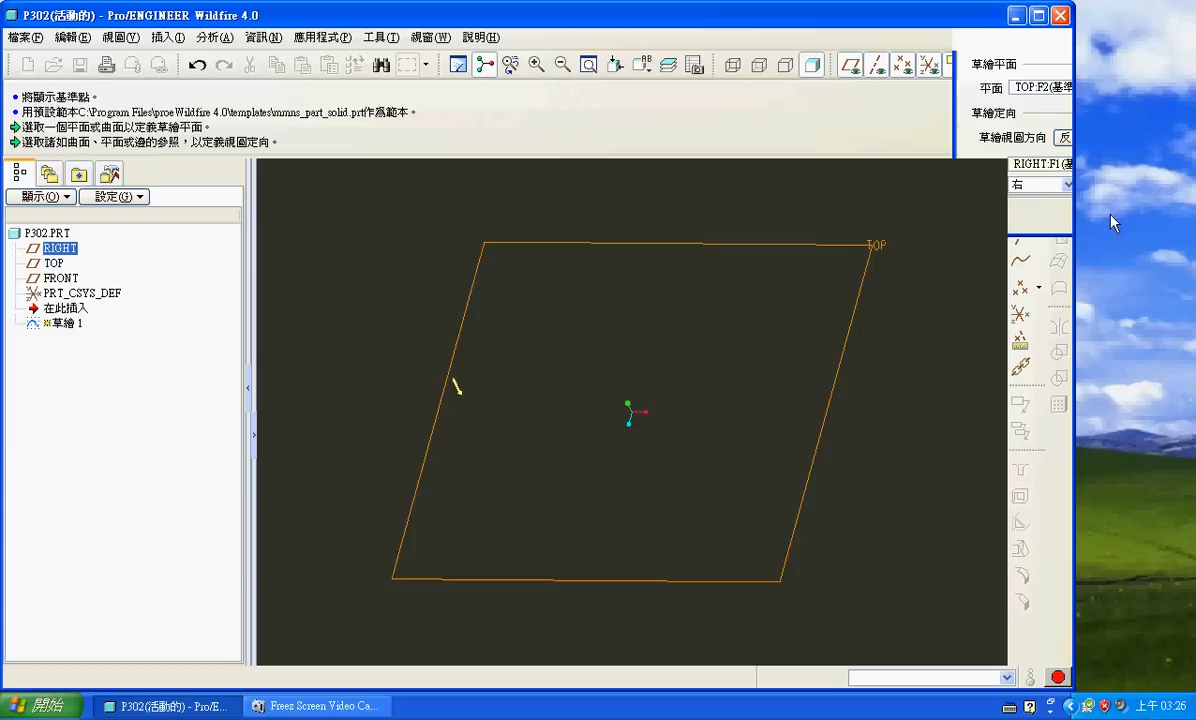 P302(活動的) - Pro/ENGINEER Wildfire 4.0
檔案(F) 編輯(E) 視圖(V) 插入(I) 分析(A) 資訊(N) 應用程式(P) 工具(T) 視窗(W) 說明(H)
將顯示基準點。
用預設範本C:\Program Files\proeWildfire 4.0\templates\mmns_part_solid.prt作為範本。
選取一個平面或曲面以定義草繪平面。
選取諸如曲面、平面或邊的參照，以定義視圖方向。
草繪平面
平面 TOP:F2(基準
草繪定向
草繪視圖方向 反
RIGHT:F1(基
右
顯示(O) 設定(G)
P302.PRT
RIGHT
TOP
FRONT
PRT_CSYS_DEF
在此插入
草繪 1
TOP
開始 P302(活動的) - Pro/E... Freez Screen Video Ca... 上午 03:26